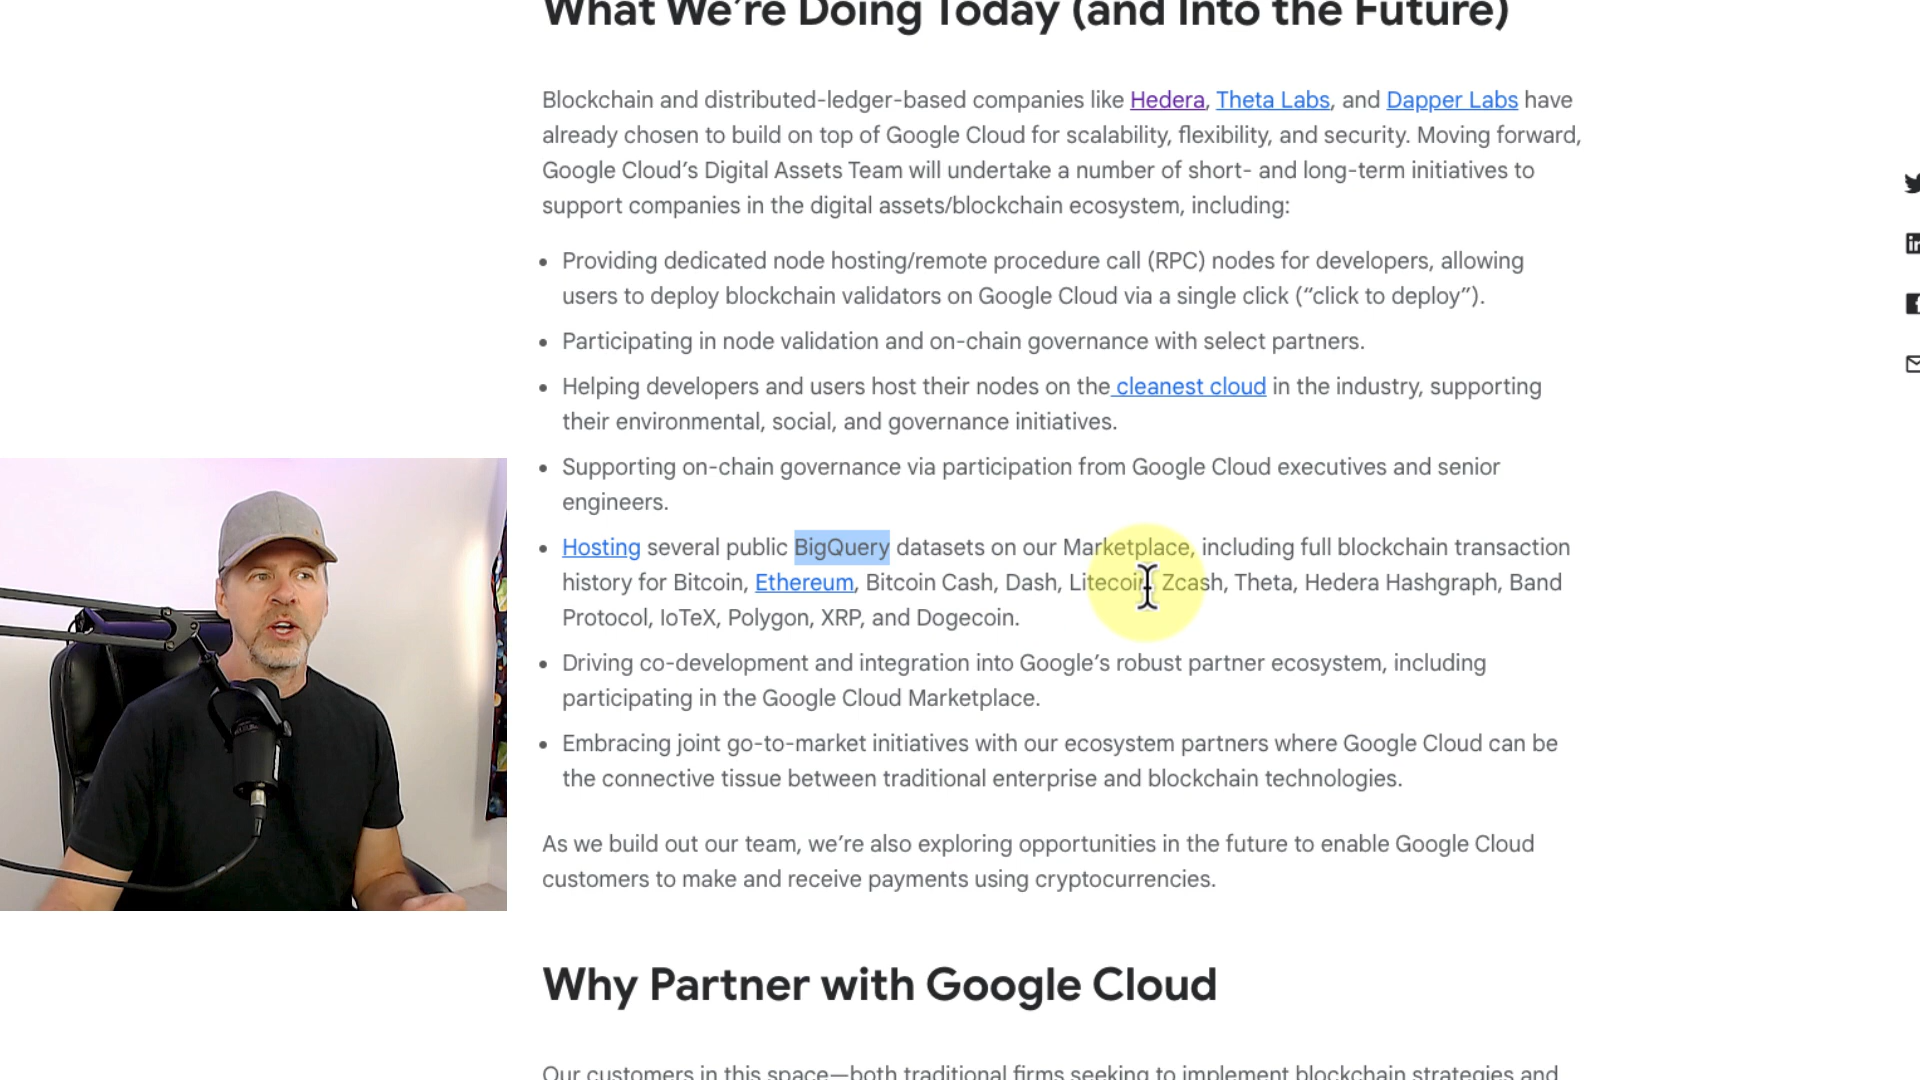 What We're Doing Today (and Into the Future)
Blockchain and distributed-ledger-based companies like Hedera, Theta Labs, and Dapper Labs have
already chosen to build on top of Google Cloud for scalability, flexibility, and security. Moving forward,
Google Cloud's Digital Assets Team will undertake a number of short- and long-term initiatives to
support companies in the digital assets/blockchain ecosystem, including:
• Providing dedicated node hosting/remote procedure call (RPC) nodes for developers, allowing
users to deploy blockchain validators on Google Cloud via a single click (“click to deploy”).
• Participating in node validation and on-chain governance with select partners.
• Helping developers and users host their nodes on the cleanest cloud in the industry, supporting
their environmental, social, and governance initiatives.
• Supporting on-chain governance via participation from Google Cloud executives and senior
engineers.
• Hosting several public BigQuery datasets on our Marketplace, including full blockchain transaction
history for Bitcoin, Ethereum, Bitcoin Cash, Dash, Litecoin, Zcash, Theta, Hedera Hashgraph, Band
Protocol, IoTeX, Polygon, XRP, and Dogecoin.
• Driving co-development and integration into Google's robust partner ecosystem, including
participating in the Google Cloud Marketplace.
• Embracing joint go-to-market initiatives with our ecosystem partners where Google Cloud can be
the connective tissue between traditional enterprise and blockchain technologies.
As we build out our team, we're also exploring opportunities in the future to enable Google Cloud
customers to make and receive payments using cryptocurrencies.
Why Partner with Google Cloud
Our customers in this space—both traditional firms seeking to implement blockchain strategies and